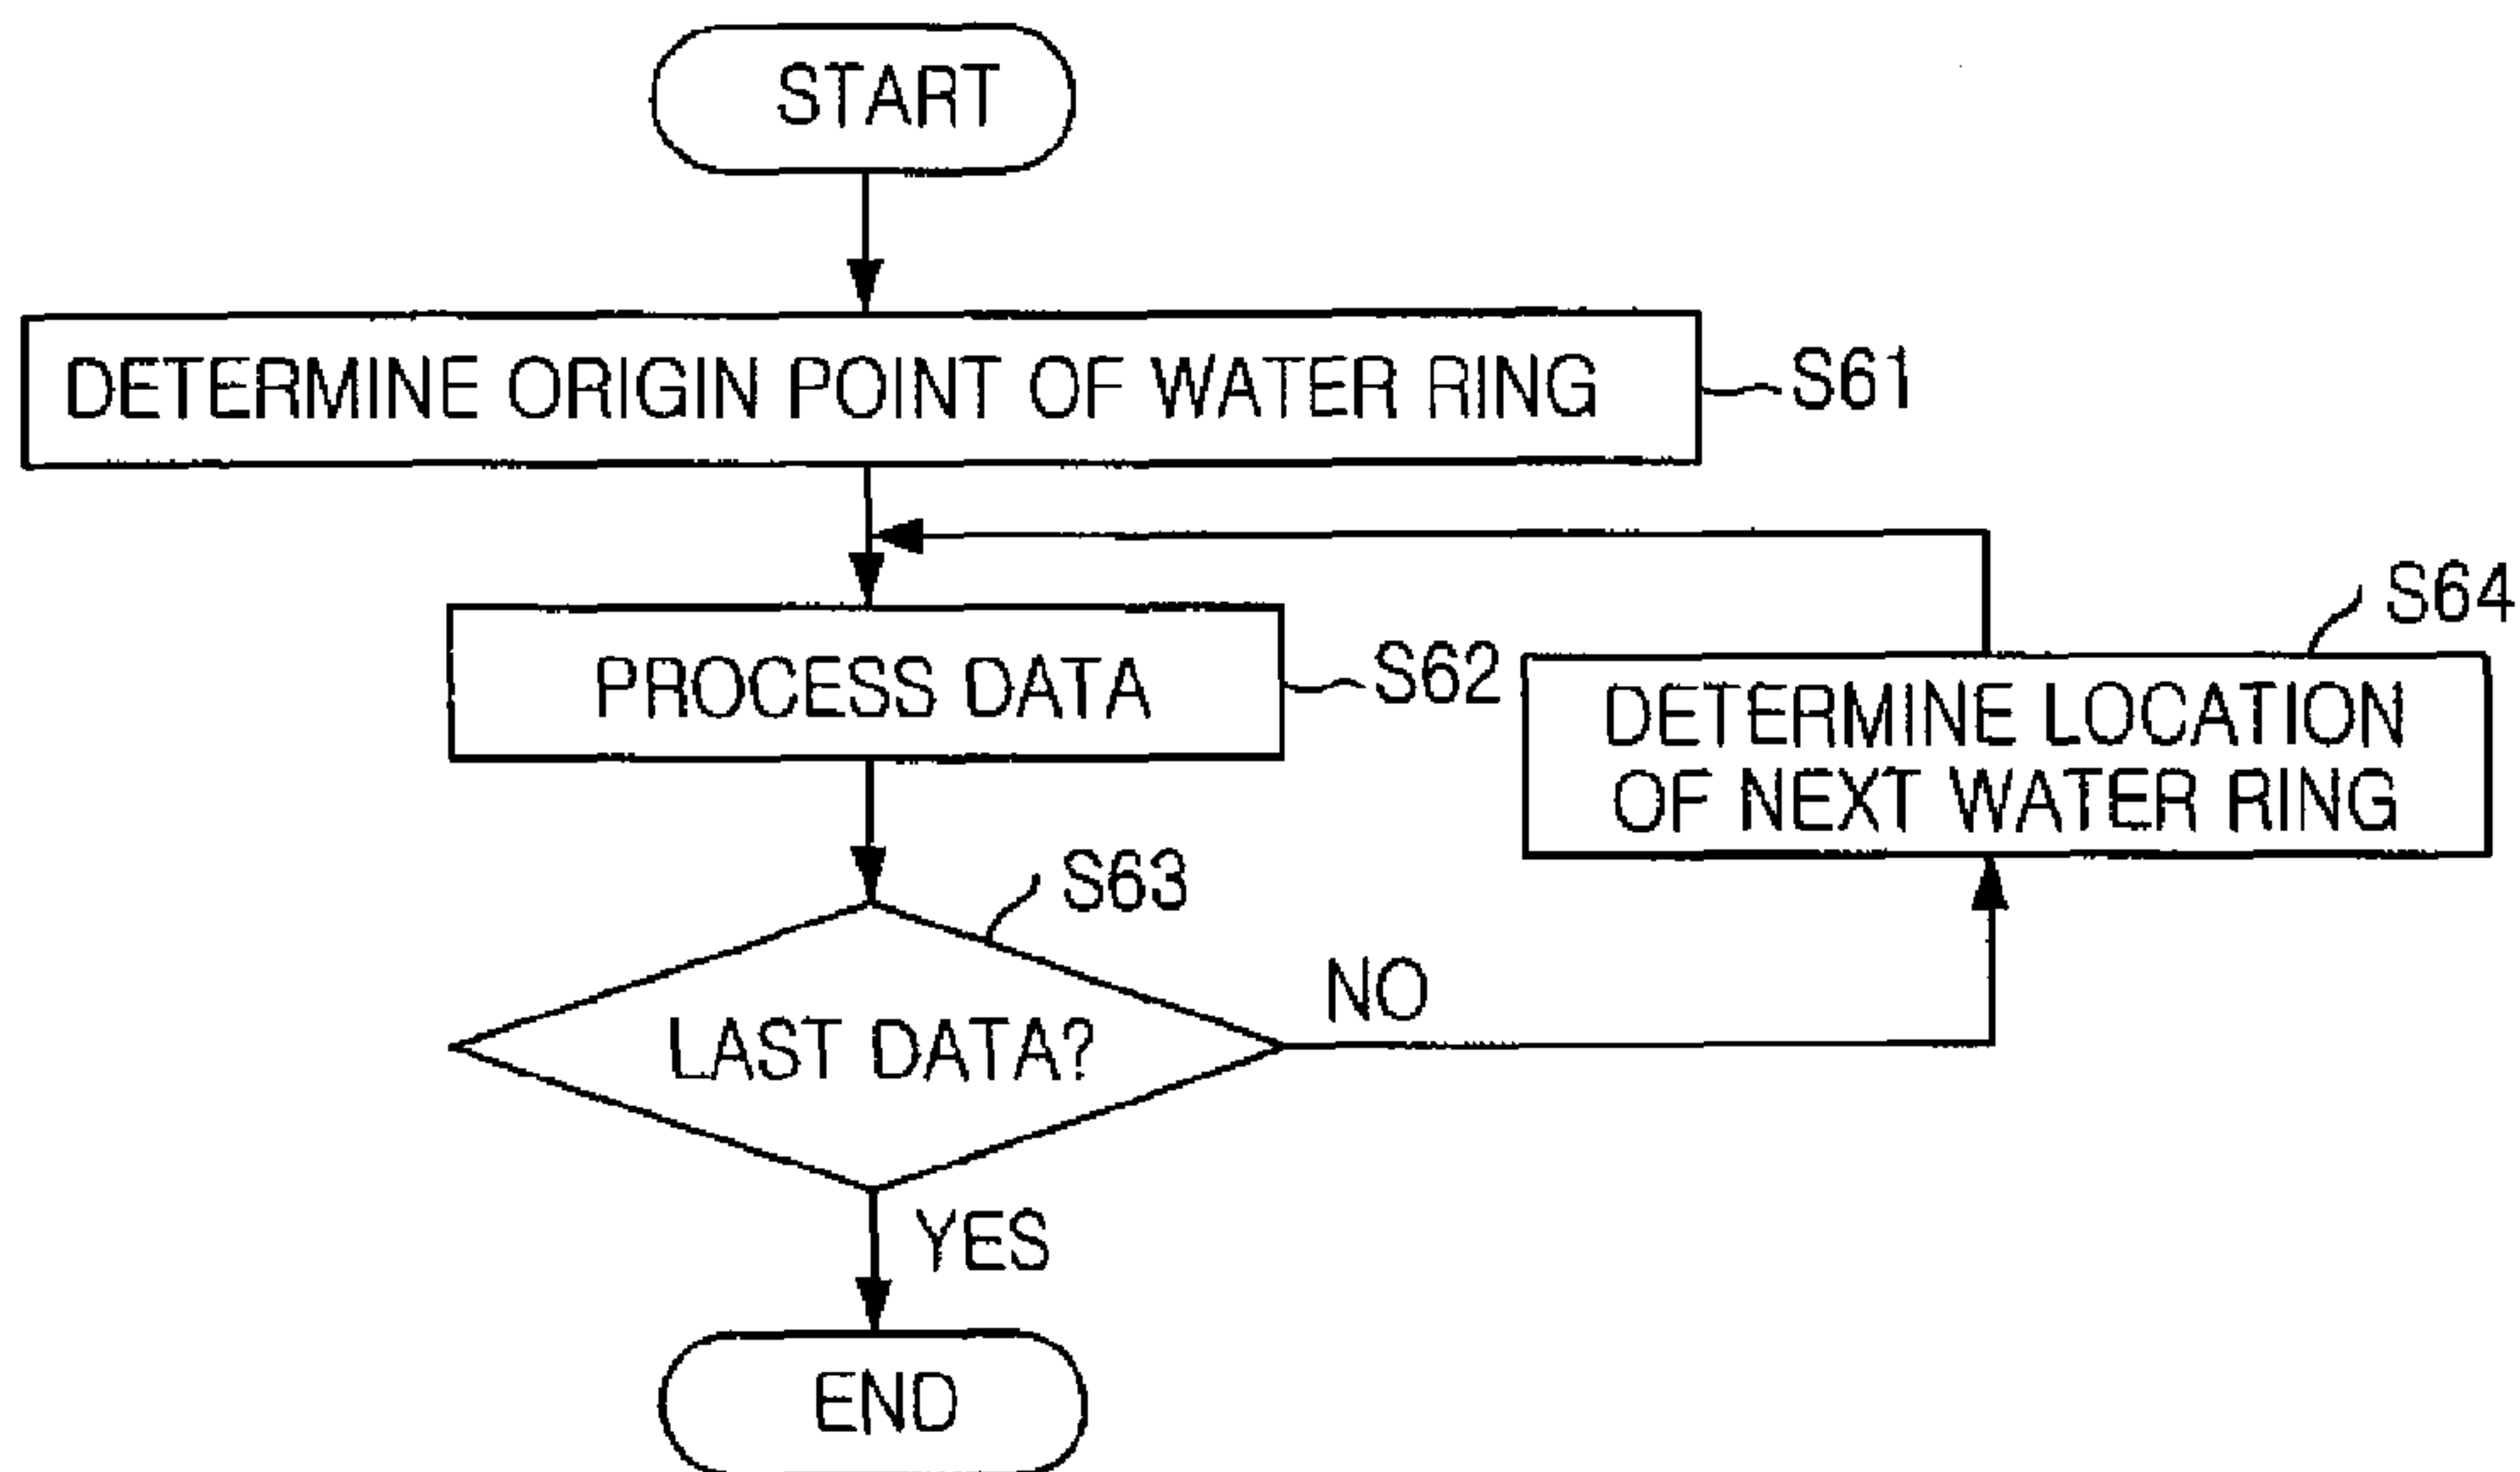 START
DETERMINE ORIGIN POINT OF WATER RING
S61
PROCESS DATA
S62
S64
DETERMINE LOCATION
OF NEXT WATER RING
S63
LAST DATA?
NO
YES
END